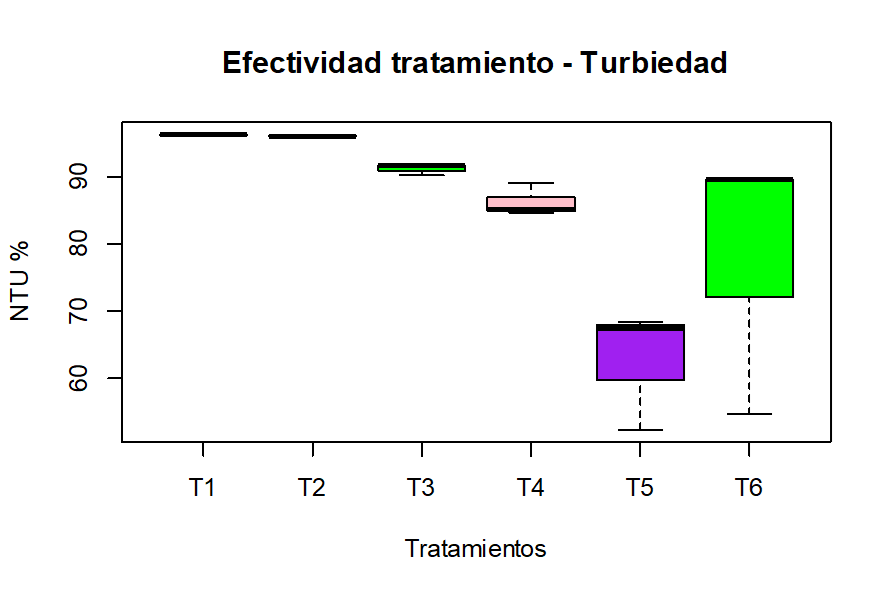 Efectividad tratamiento - Turbiedad
NTU %
90
80
70
60
T1 T2 T3 T4 T5 T6
Tratamientos